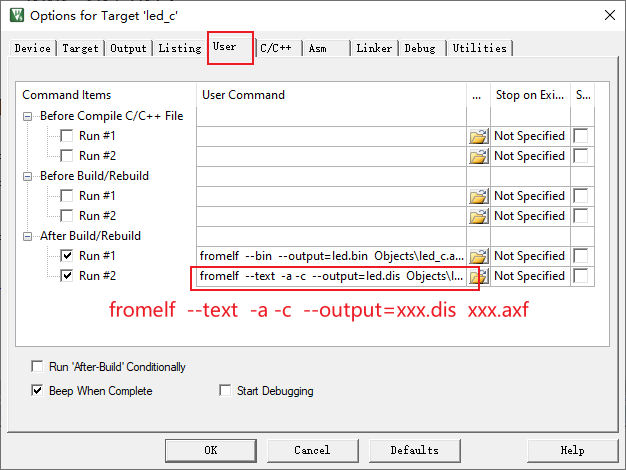 Options for Target 'led_c'
Device Target Output Listing User C/C++ Asm Linker Debug Utilities
Command Items User Command ... Stop on Exi... S...
Before Compile C/C++ File
Run #1 Not Specified
Run #2 Not Specified
Before Build/Rebuild
Run #1 Not Specified
Run #2 Not Specified
After Build/Rebuild
Run #1 fromelf --bin --output=led.bin Objects\led_c.a... Not Specified
Run #2 fromelf --text -a -c --output=led.dis Objects\l... Not Specified
fromelf --text -a -c --output=xxx.dis xxx.axf
Run 'After-Build' Conditionally
Beep When Complete Start Debugging
OK Cancel Defaults Help